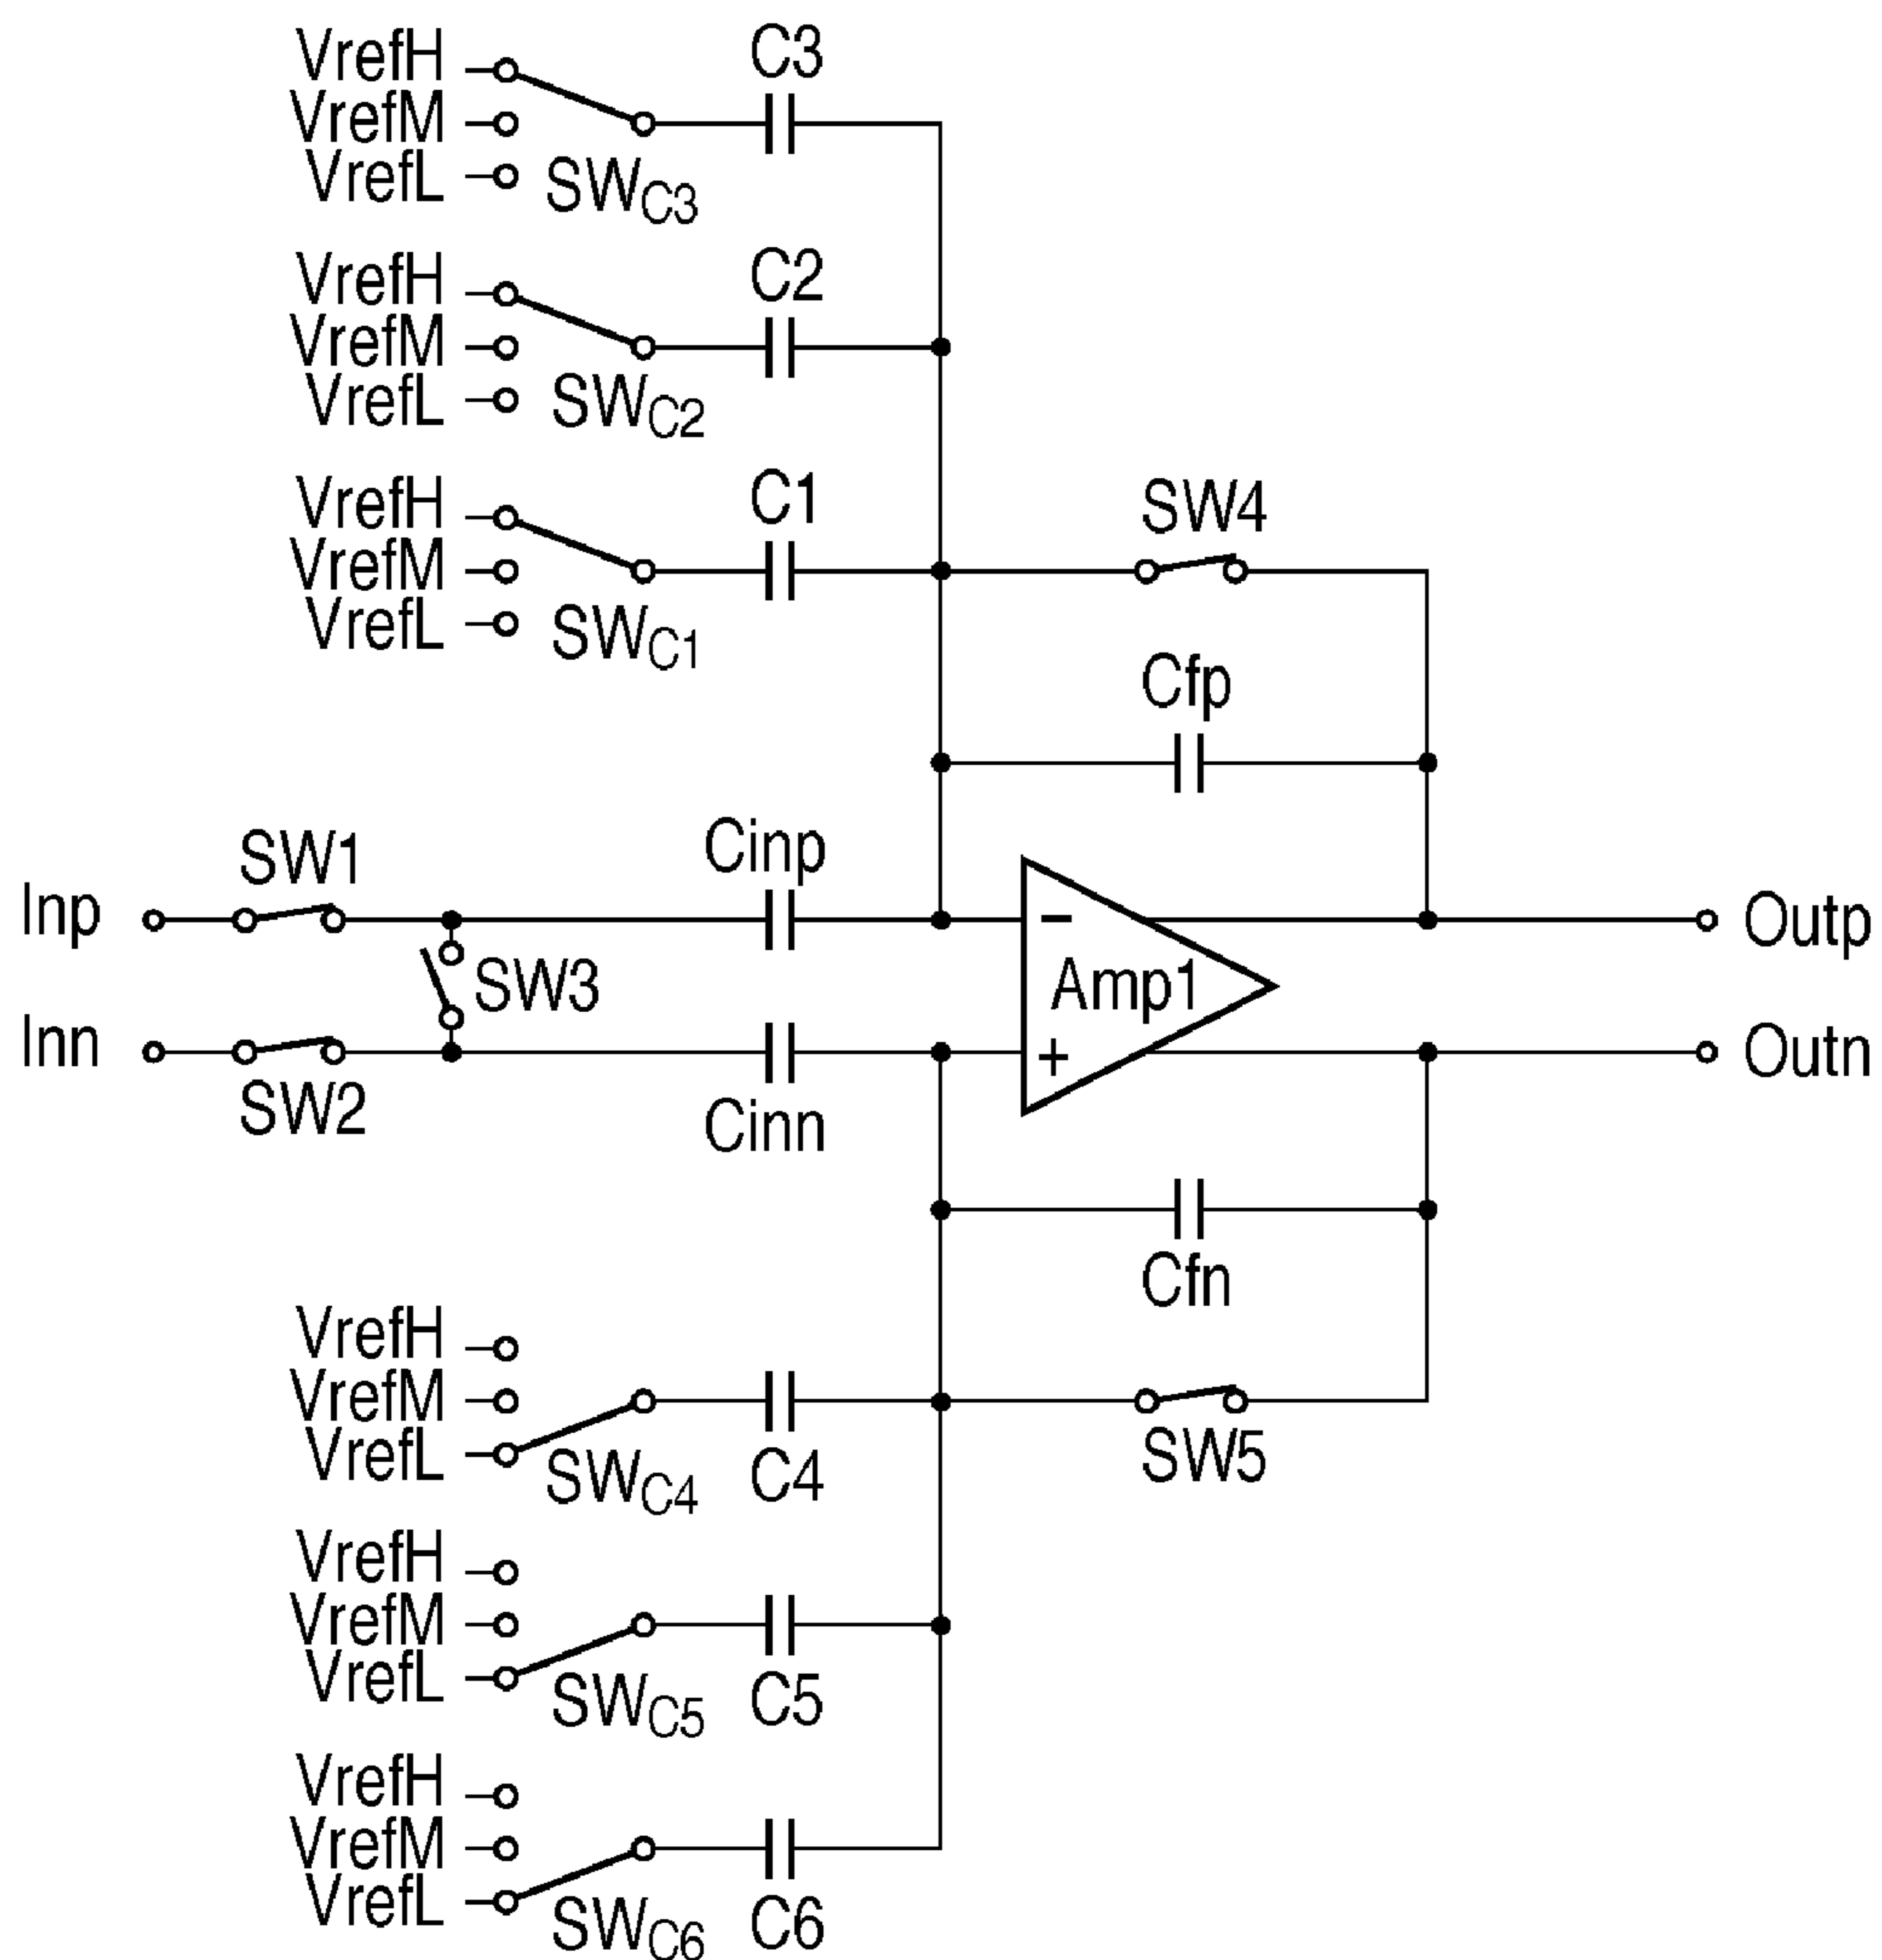 C3
VrefH
VrefM
VrefL
SWC3
C2
VrefH
VrefM
VrefL
SWC2
C1
VrefH
VrefM
VrefL
SWC1
SW4
Cfp
Cinp
SW1
Inp
Outp
SW3
−
Amp1
+
Inn
Outn
SW2
Cinn
Cfn
VrefH
VrefM
VrefL
SWC4
C4
SW5
VrefH
VrefM
VrefL
SWC5
C5
VrefH
VrefM
VrefL
SWC6
C6